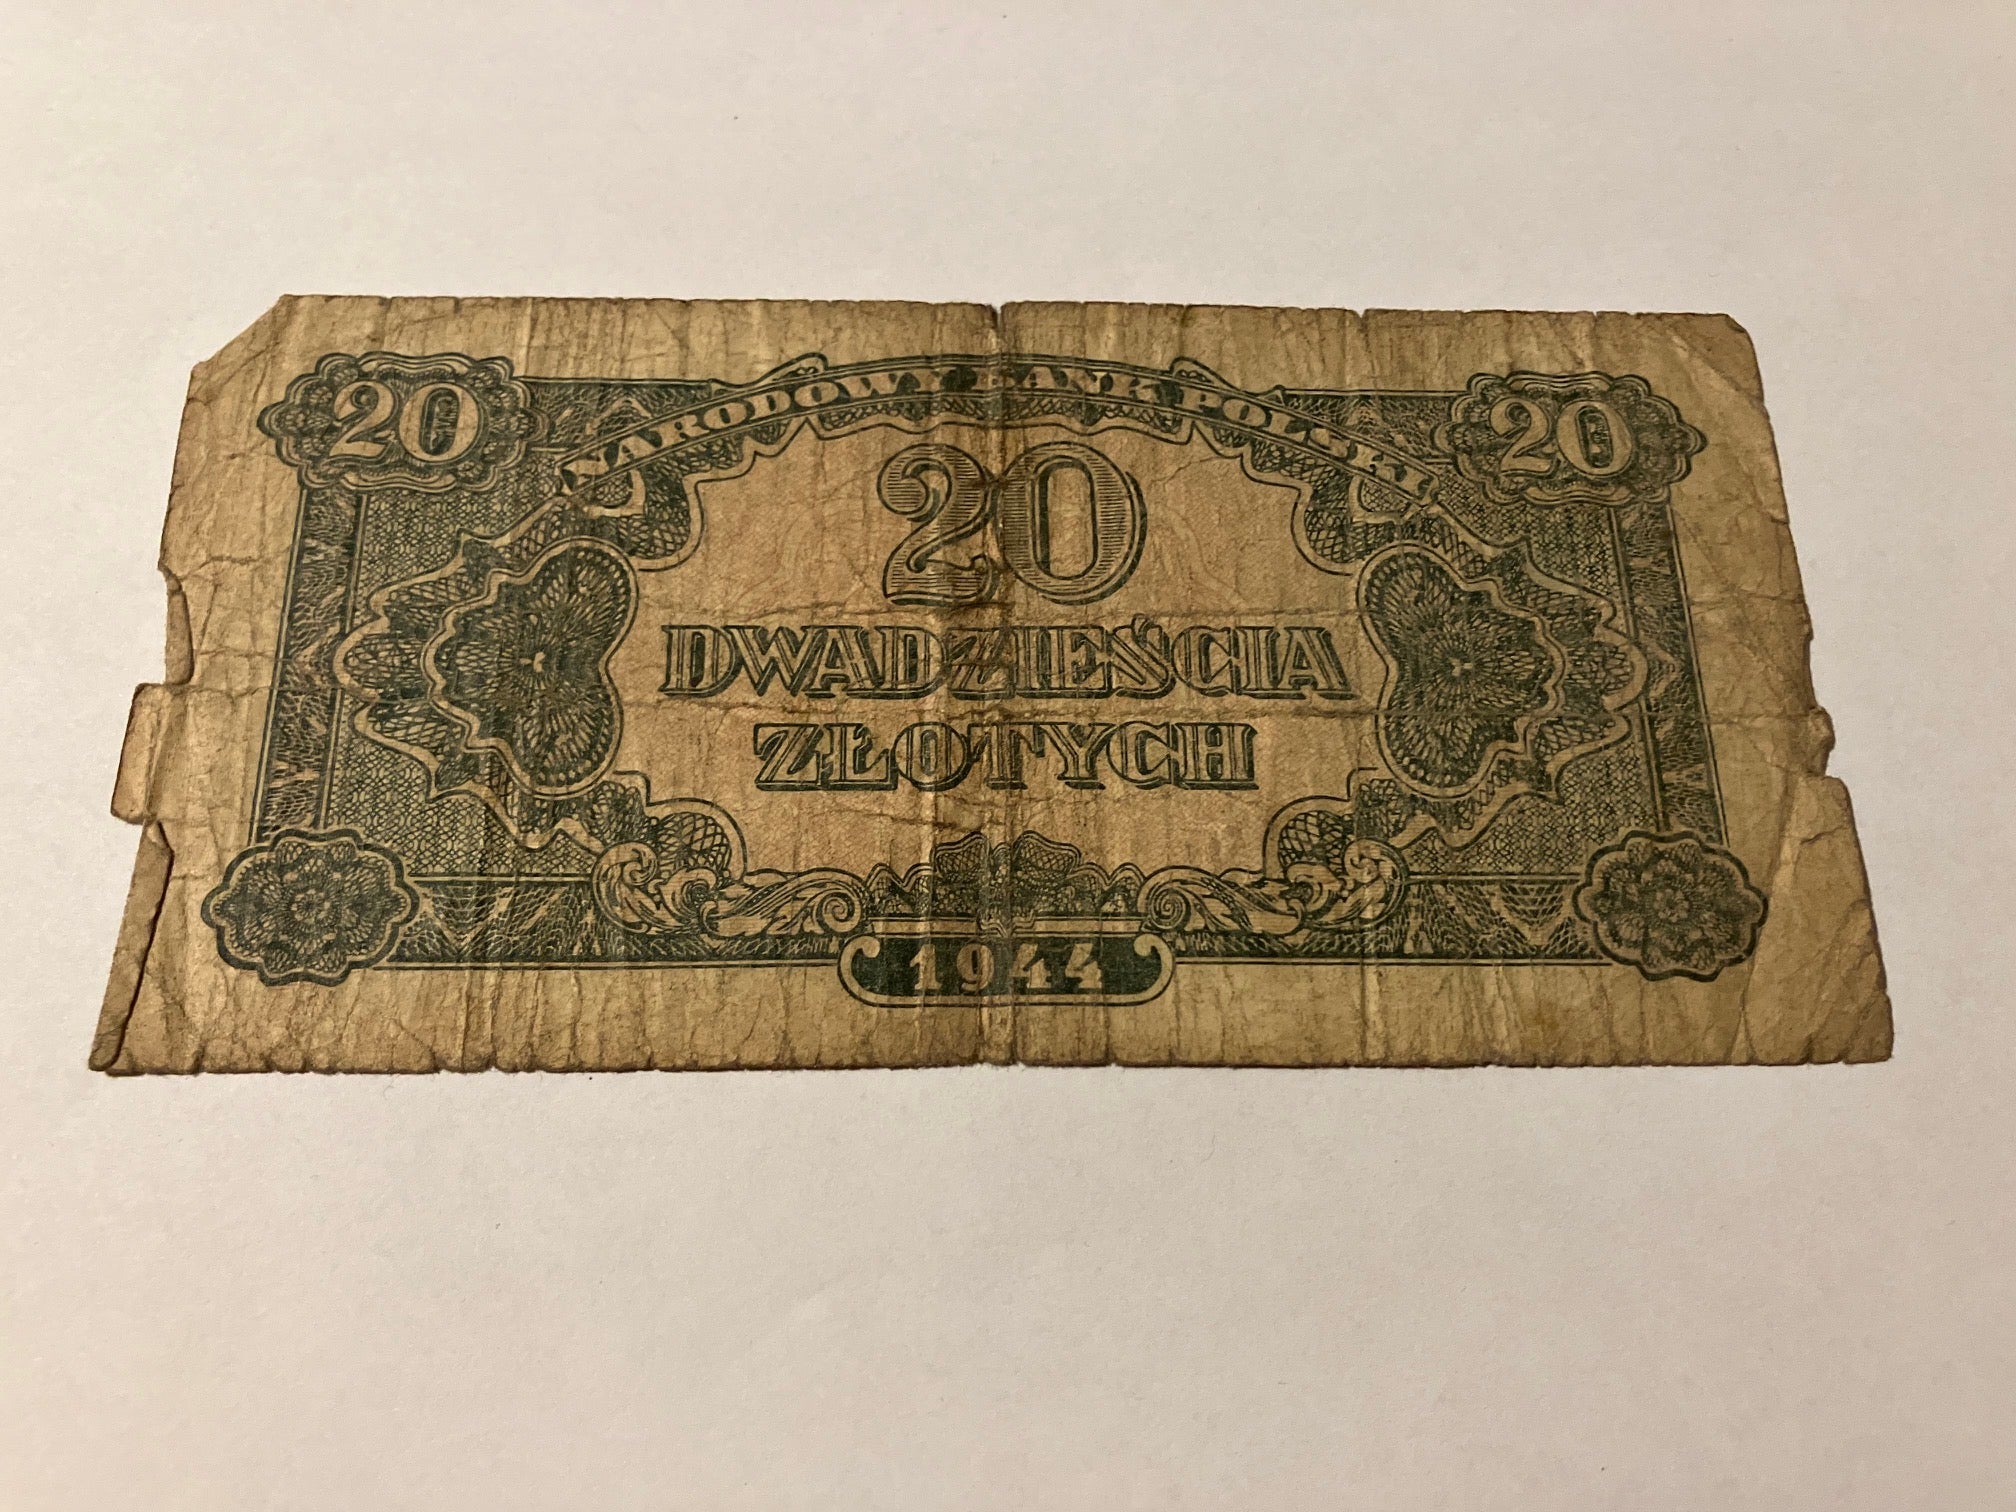 20
NARODOWY BANK POLSKI
20
20
DWADZIEŚCIA
ZŁOTYCH
1944